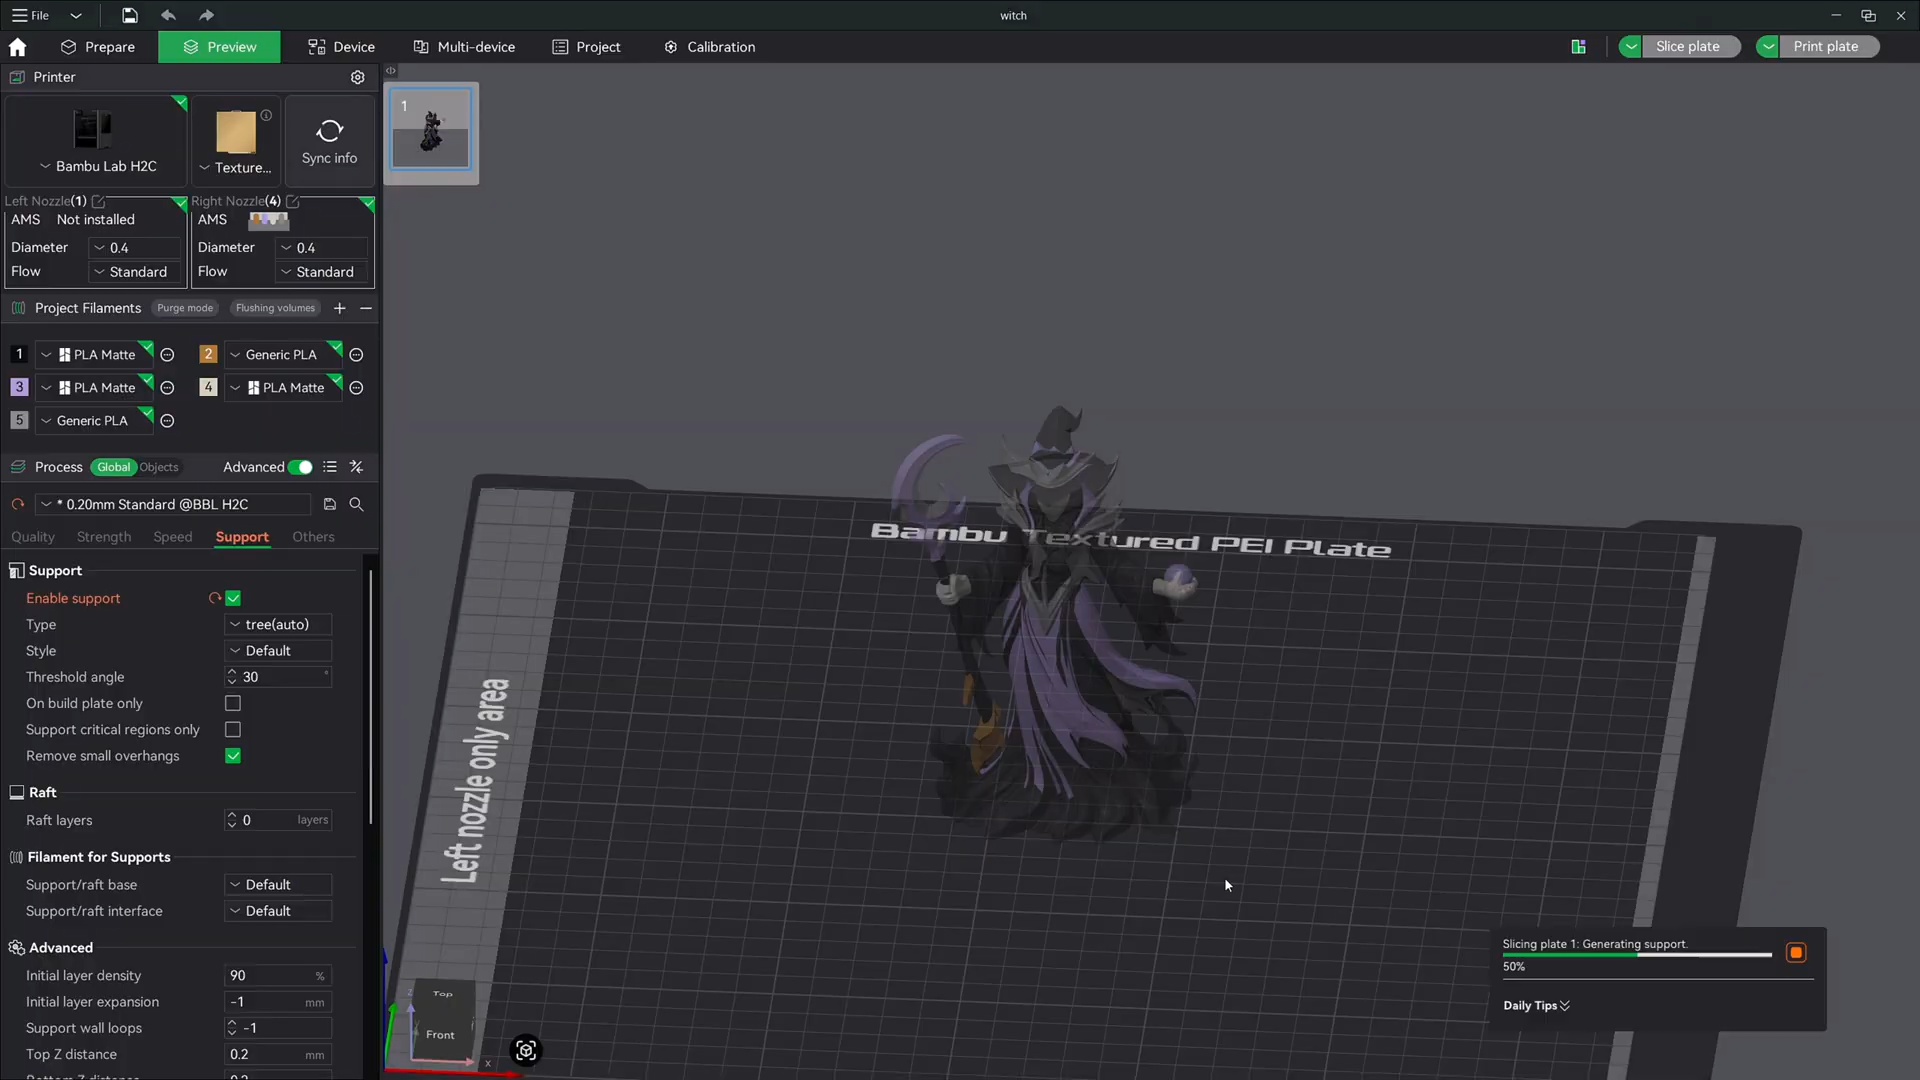 File
witch
Prepare
Preview
Device
Multi-device
Project
Calibration
Slice plate
Print plate
Printer
Bambu Lab H2C
Texture...
Sync info
1
Left Nozzle(1)
Right Nozzle(4)
AMS Not installed
AMS
Diameter 0.4
Diameter 0.4
Flow Standard
Flow Standard
Project Filaments
Purge mode
Flushing volumes
1 PLA Matte
2 Generic PLA
3 PLA Matte
4 PLA Matte
5 Generic PLA
Process
Global
Objects
Advanced
* 0.20mm Standard @BBL H2C
Quality
Strength
Speed
Support
Others
Support
Enable support
Type tree(auto)
Style Default
Threshold angle 30 °
On build plate only
Support critical regions only
Remove small overhangs
Raft
Raft layers 0 layers
Filament for Supports
Support/raft base Default
Support/raft interface Default
Advanced
Initial layer density 90 %
Initial layer expansion -1 mm
Support wall loops -1
Top Z distance 0.2 mm
Bambu Textured PEI Plate
Left nozzle only area
Top
Front
z
x
Slicing plate 1: Generating support.
50%
Daily Tips